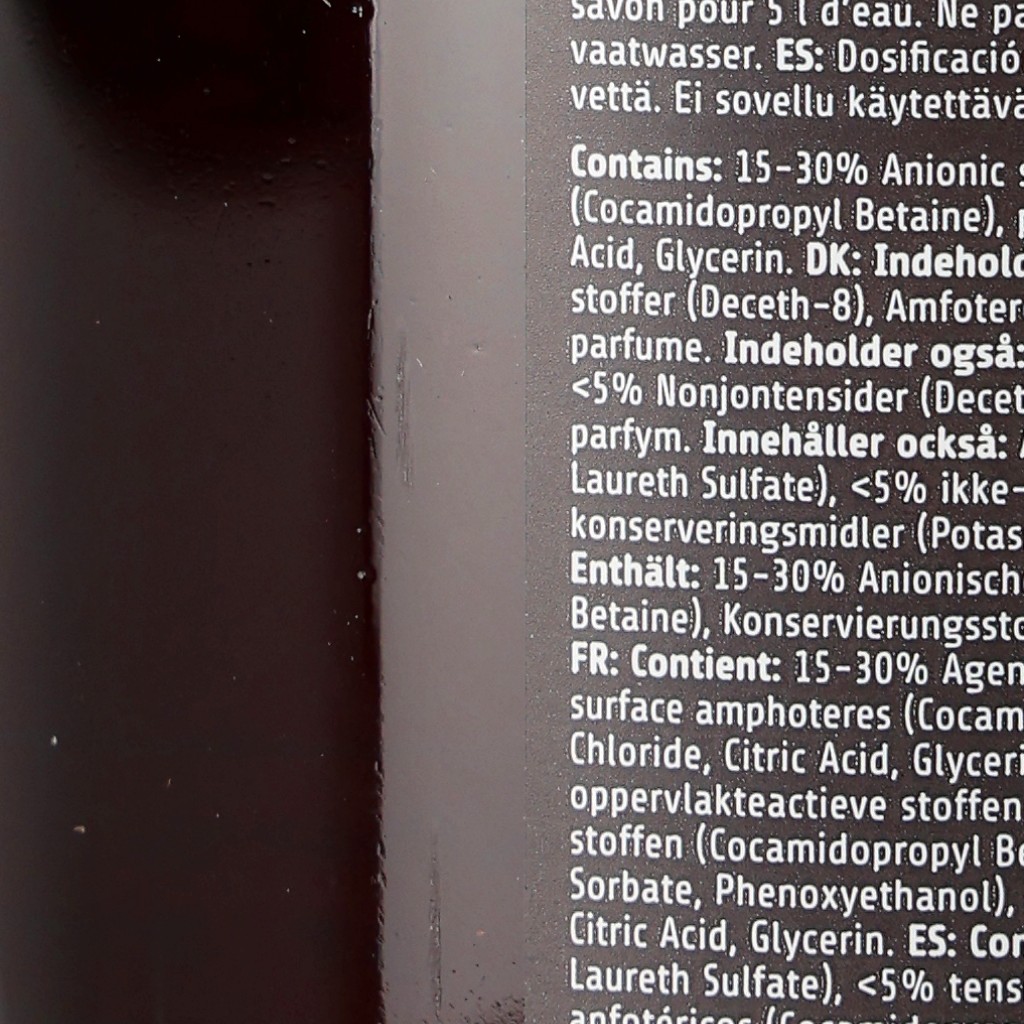 savon pour 5 l d'eau. Ne
vaatwasser. ES: Dosificació
vettä. Ei sovellu käytettävä
Contains: 15-30% Anionic
(Cocamidopropyl Betaine),
Acid, Glycerin. DK: Indehold
stoffer (Deceth-8), Amfoter
parfume. Indeholder også:
<5% Nonjontensider (Decet
parfym. Innehåller också:
Laureth Sulfate), <5% ikke-
konserveringsmidler (Potas
Enthält: 15-30% Anionisch
Betaine), Konservierungssto
FR: Contient: 15-30% Agen
surface amphoteres (Cocam
Chloride, Citric Acid, Glyceri
oppervlakteactieve stoffen
stoffen (Cocamidopropyl Be
Sorbate, Phenoxyethanol),
Citric Acid, Glycerin. ES: Con
Laureth Sulfate), <5% tens